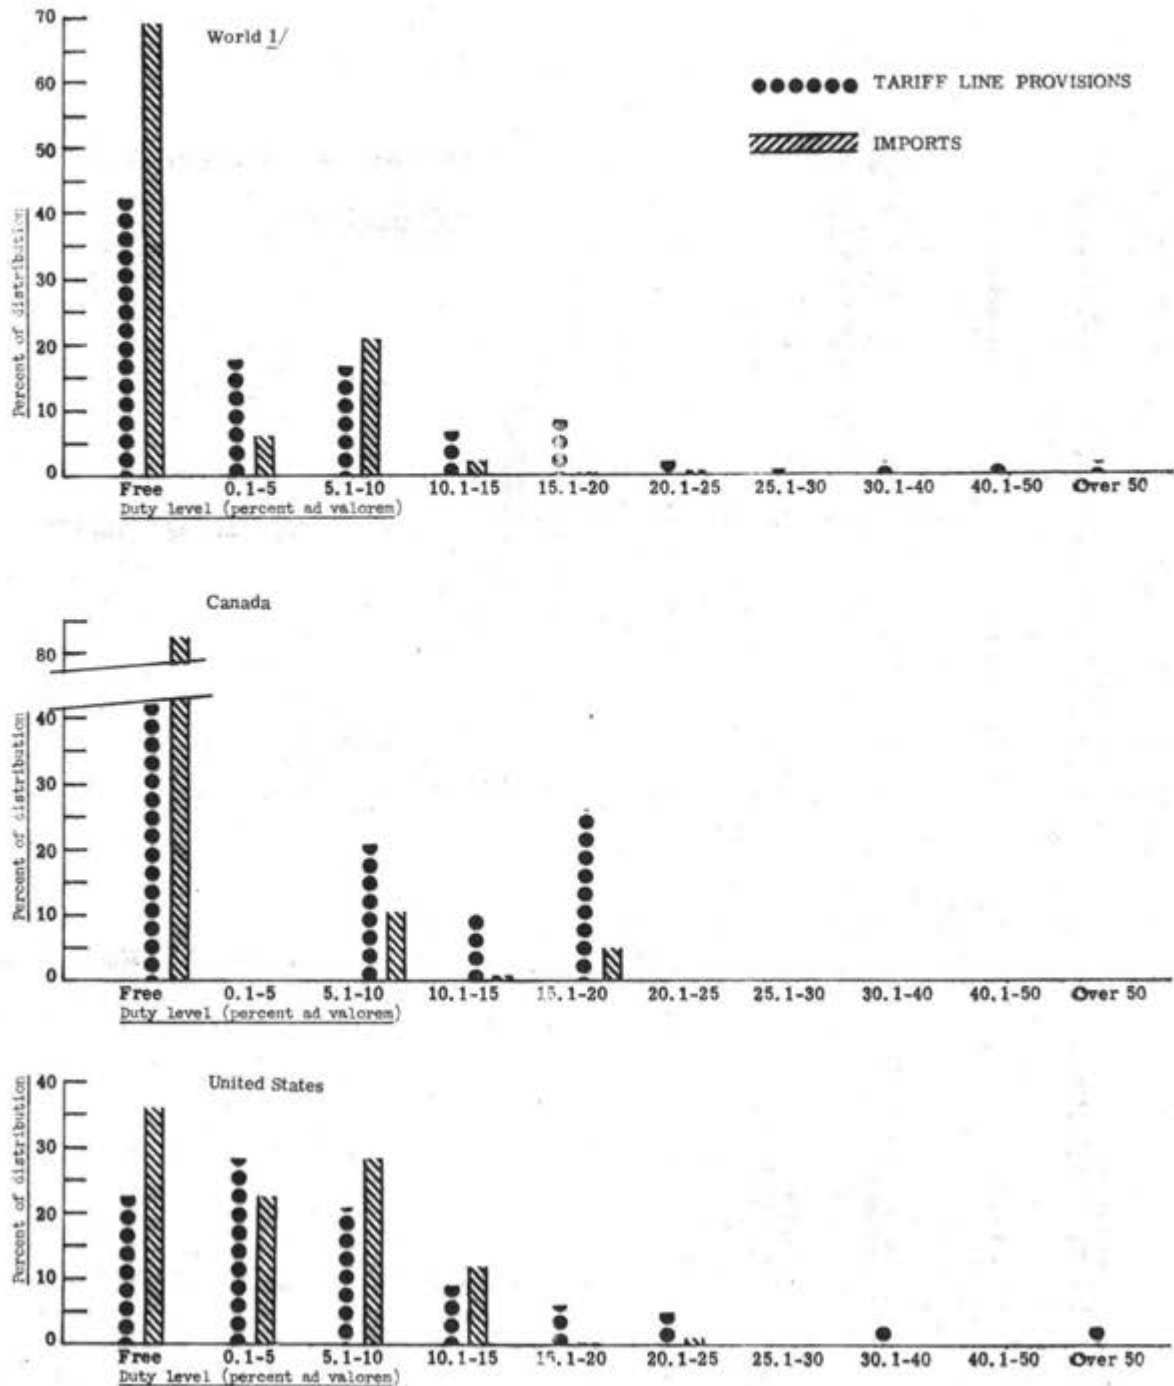 70
60
50
40
30
20
10
0
Percent of distribution
World 1/
TARIFF LINE PROVISIONS
IMPORTS
Free 0.1-5 5.1-10 10.1-15 15.1-20 20.1-25 25.1-30 30.1-40 40.1-50 Over 50
Duty level (percent ad valorem)
Canada
80
40
30
20
10
0
Percent of distribution
Free 0.1-5 5.1-10 10.1-15 15.1-20 20.1-25 25.1-30 30.1-40 40.1-50 Over 50
Duty level (percent ad valorem)
United States
40
30
20
10
0
Percent of distribution
Free 0.1-5 5.1-10 10.1-15 15.1-20 20.1-25 25.1-30 30.1-40 40.1-50 Over 50
Duty level (percent ad valorem)